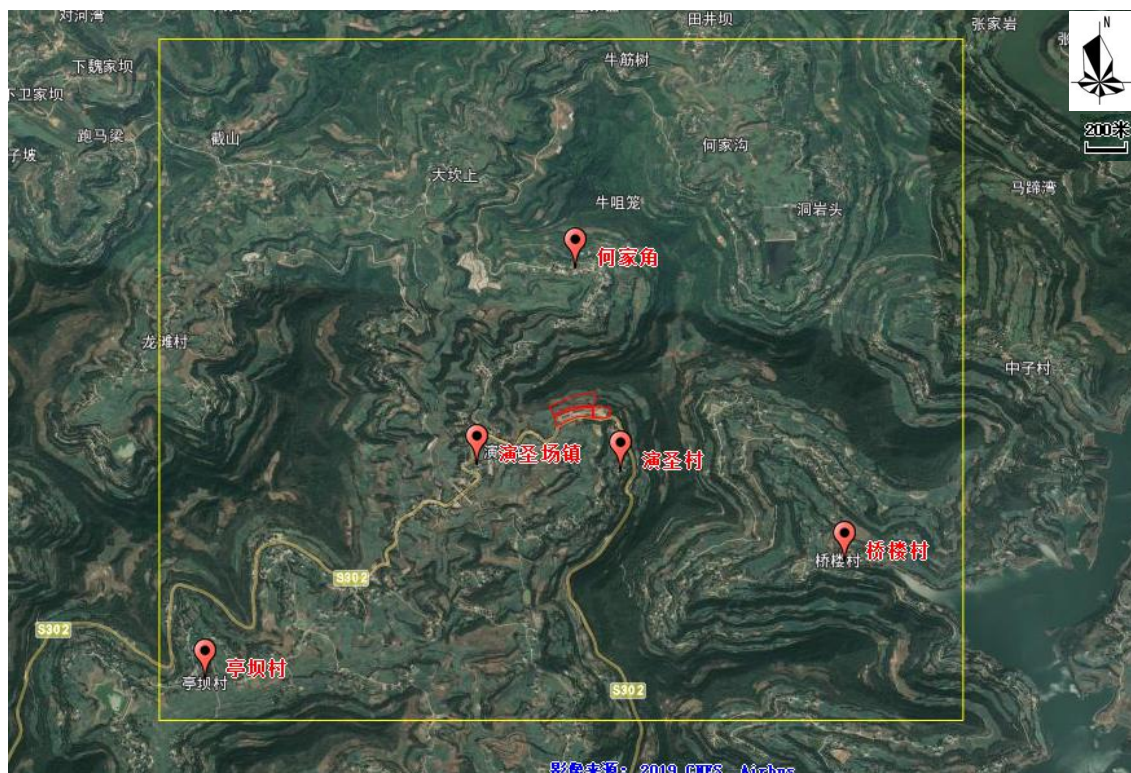 对河湾
田井坝
张家岩
N
下魏家坝
牛筋树
下卫家坝
200米
跑马梁
截山
何家沟
子坡
大坎上
马蹄湾
牛咀笼
洞岩头
何家角
龙滩村
中子村
演圣场镇
演圣村
桥楼村
桥楼村
S302
S302
亭坝村
亭坝村
S302
影像来源: 2019 CNES Airbus